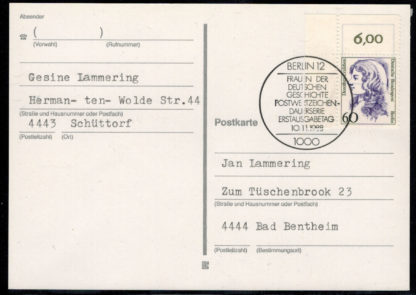 Absender
☎ ( )
(Vorwahl) (Rufnummer)
Gesine Lammering
Herman- ten- Wolde Str.44
(Straße und Hausnummer oder Postfach)
4443 Schüttorf
(Postleitzahl) (Ort)
6,00
BERLIN 12
FRAUEN DER
DEUTSCHEN
GESCHICHTE
POSTWERTZEICHEN-
DAUERSERIE
ERSTAUSGABETAG
10.11.1988
1000
60
Postkarte
Jan Lammering
Zum Tüschenbrook 23
(Straße und Hausnummer oder Postfach)
4444 Bad Bentheim
(Postleitzahl) (Bestimmungsort)